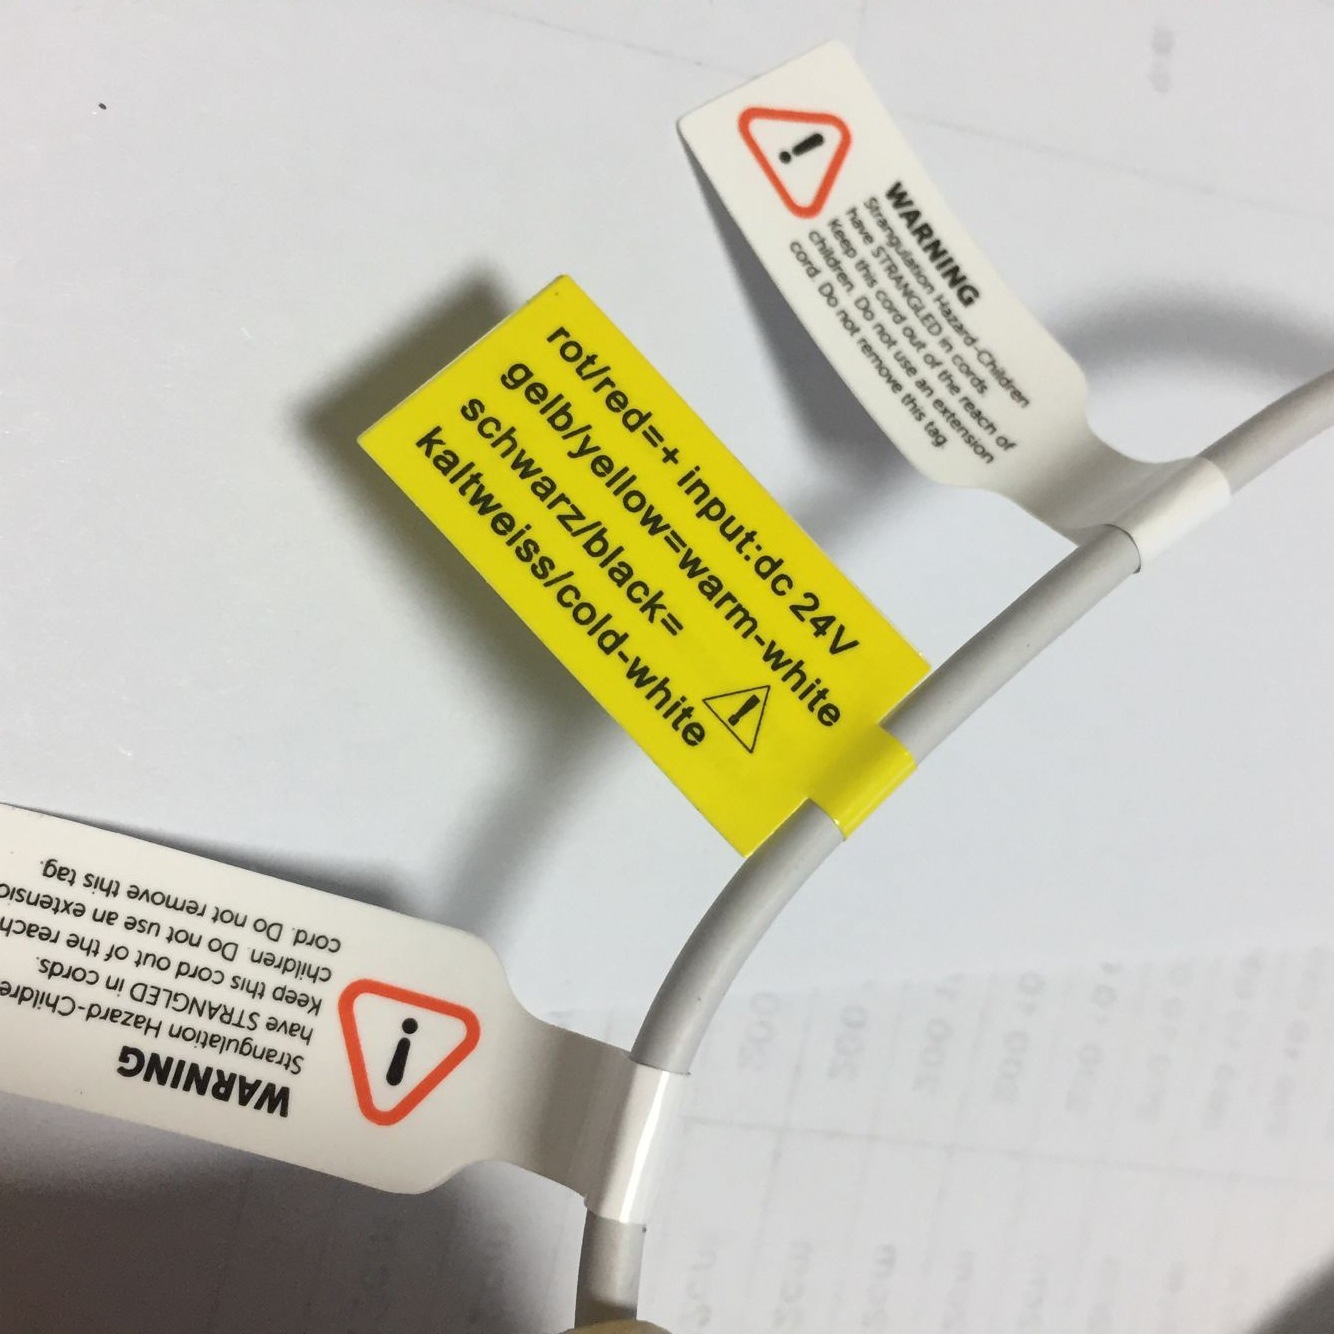 WARNING
Strangulation Hazard-Children
have STRANGLED in cords.
Keep this cord out of the reach of
children. Do not use an extension
cord. Do not remove this tag.
rot/red=+ input:dc 24V
gelb/yellow=warm-white
schwarz/black=
kaltweiss/cold-white
WARNING
Strangulation Hazard-Childre
have STRANGLED in cords.
Keep this cord out of the reach
children. Do not use an extensio
cord. Do not remove this tag.
200
200